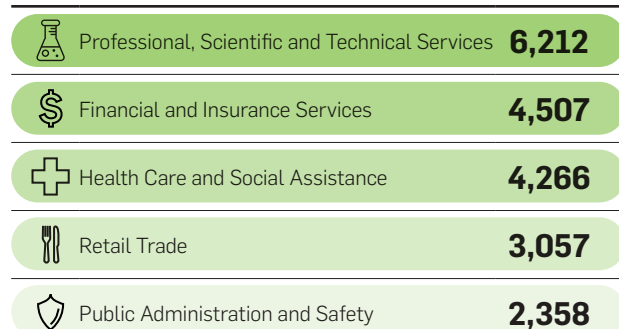 Professional, Scientific and Technical Services 6,212
Financial and Insurance Services 4,507
Health Care and Social Assistance 4,266
Retail Trade 3,057
Public Administration and Safety 2,358